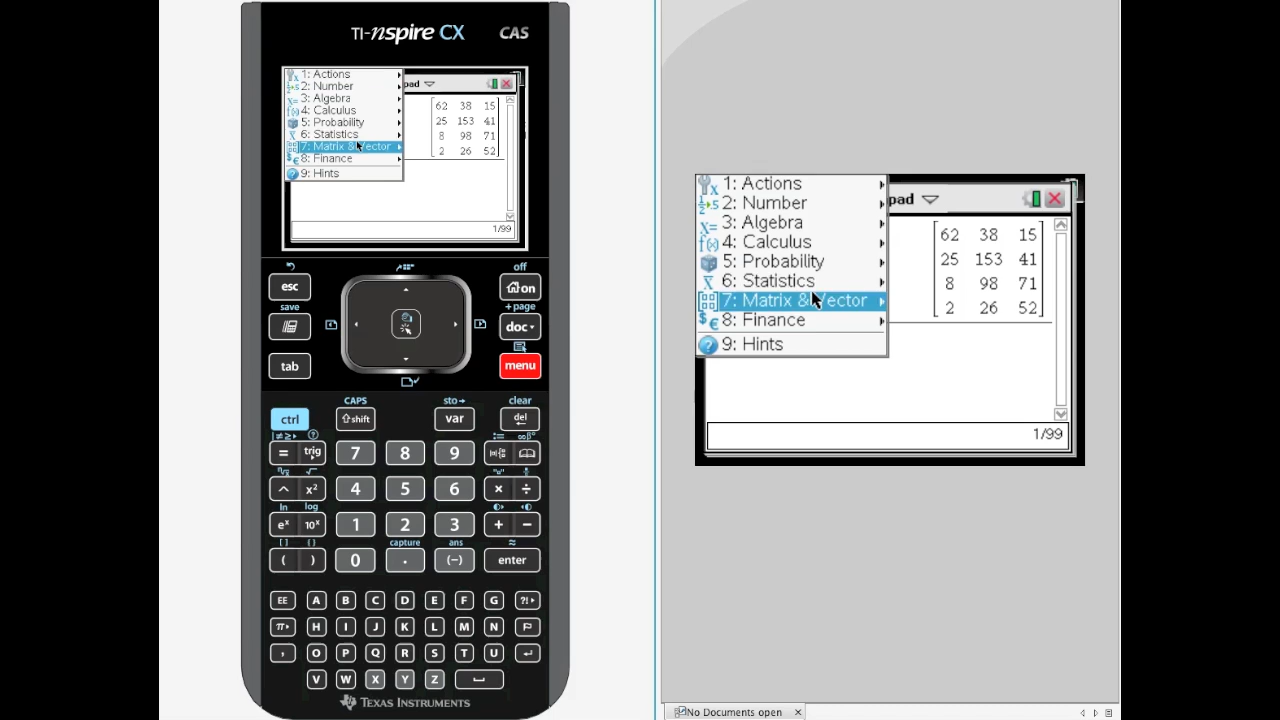 TI-nspire CX CAS
1: Actions
2: Number
3: Algebra
4: Calculus
5: Probability
6: Statistics
7: Matrix & Vector
8: Finance
9: Hints
pad
62 38 15
25 153 41
8 98 71
2 26 52
1/99
off
esc
on
save
+ page
doc
tab
menu
CAPS sto→ clear
ctrl shift var del
= trig 7 8 9
^ x² 4 5 6 × ÷
ln log
eˣ 10ˣ 1 2 3 + −
[ ] { } capture ans ≈
( ) 0 . (−) enter
EE A B C D E F G ?!▸
π▸ H I J K L M N
, O P Q R S T U
V W X Y Z
TEXAS INSTRUMENTS
1: Actions
2: Number
3: Algebra
4: Calculus
5: Probability
6: Statistics
7: Matrix & Vector
8: Finance
9: Hints
pad
62 38 15
25 153 41
8 98 71
2 26 52
1/99
No Documents open